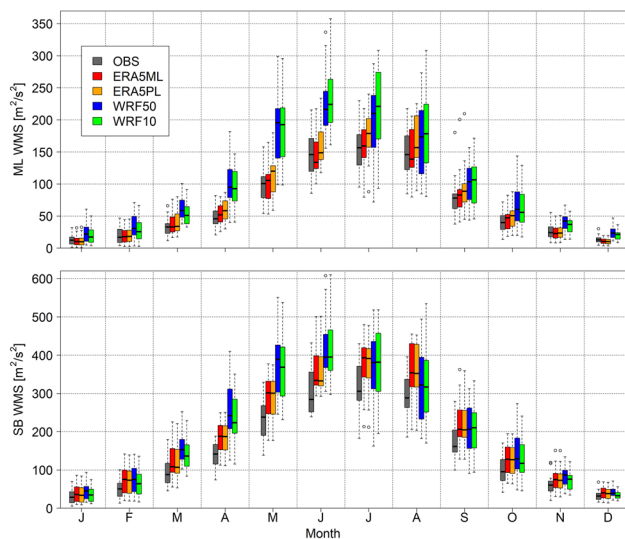 350
300
250
200
150
100
50
0
ML WMS [m²/s²]
OBS
ERA5ML
ERA5PL
WRF50
WRF10
600
500
400
300
200
100
0
SB WMS [m²/s²]
J F M A M J J A S O N D
Month